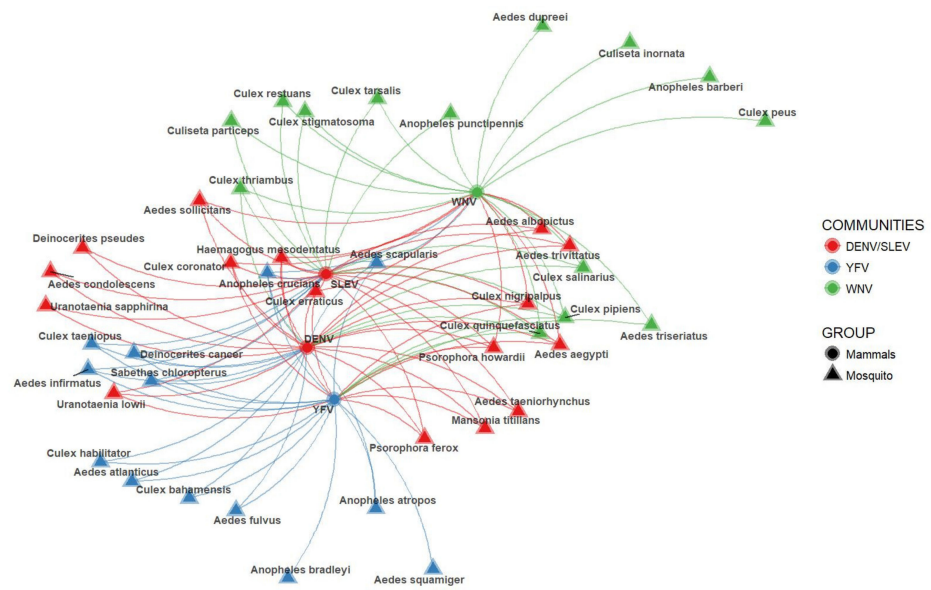 Aedes dupreei
Culiseta inornata
Anopheles barberi
Culex restuans
Culex tarsalis
Culex peus
Culex stigmatosoma
Anopheles punctipennis
Culiseta particeps
Culex thriambus
WNV
Aedes sollicitans
Aedes albopictus
COMMUNITIES
Deinocerites pseudes
DENV/SLEV
Haemagogus mesodentatus
Aedes scapularis
Aedes trivittatus
Culex coronator
YFV
Culex salinarius
Aedes condolescens
Anopheles crucians
SLEV
WNV
Culex erraticus
Culex nigripalpus
Uranotaenia sapphirina
Culex pipiens
Culex quinquefasciatus
GROUP
Culex taeniopus
DENV
Aedes triseriatus
Deinocerites cancer
Psorophora howardii
Aedes aegypti
Mammals
Sabethes chloropterus
Mosquito
Aedes infirmatus
Uranotaenia lowii
YFV
Aedes taeniorhynchus
Mansonia titillans
Psorophora ferox
Culex habilitator
Aedes atlanticus
Culex bahamensis
Anopheles atropos
Aedes fulvus
Anopheles bradleyi
Aedes squamiger